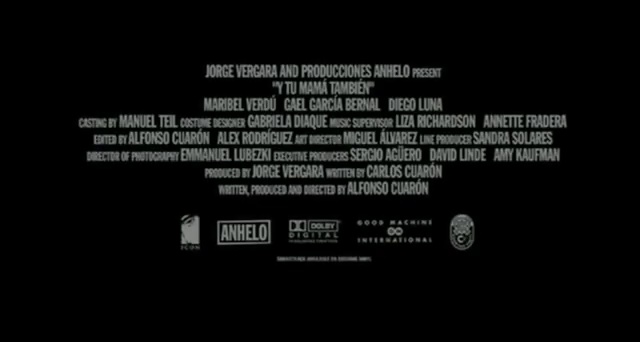 JORGE VERGARA AND PRODUCCIONES ANHELO PRESENT
"Y TU MAMÁ TAMBIÉN"
MARIBEL VERDÚ GAEL GARCÍA BERNAL DIEGO LUNA
CASTING BY MANUEL TEIL COSTUME DESIGNER GABRIELA DIAQUE MUSIC SUPERVISOR LIZA RICHARDSON ANNETTE FRADERA
EDITED BY ALFONSO CUARÓN ALEX RODRÍGUEZ ART DIRECTOR MIGUEL ÁLVAREZ LINE PRODUCER SANDRA SOLARES
DIRECTOR OF PHOTOGRAPHY EMMANUEL LUBEZKI EXECUTIVE PRODUCERS SERGIO AGÜERO DAVID LINDE AMY KAUFMAN
PRODUCED BY JORGE VERGARA WRITTEN BY CARLOS CUARÓN
WRITTEN, PRODUCED AND DIRECTED BY ALFONSO CUARÓN
ANHELO
DOLBY
DIGITAL
GOOD MACHINE
INTERNATIONAL